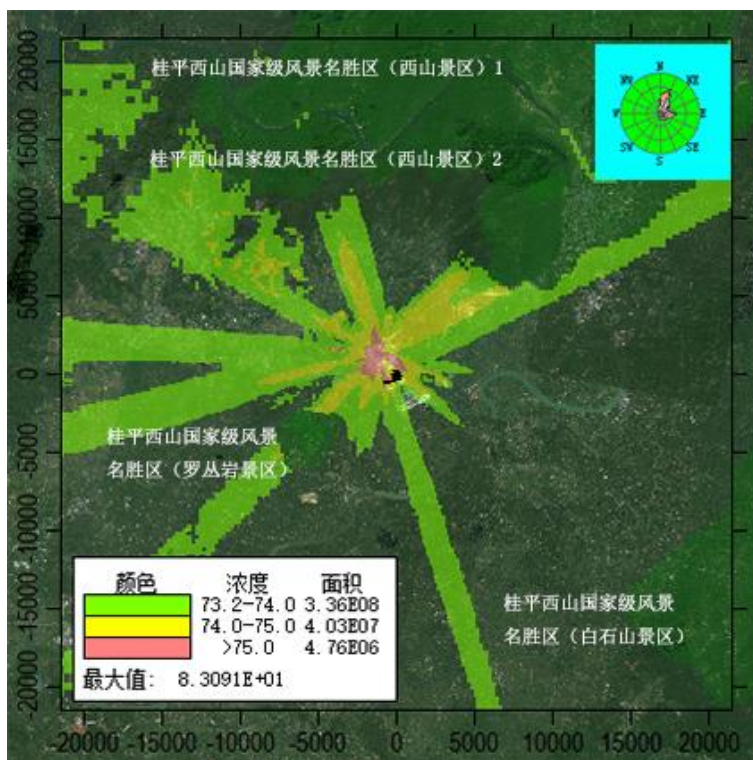 桂平西山国家级风景名胜区（西山景区）1
N
NW
NE
W
E
SW
SE
S
桂平西山国家级风景名胜区（西山景区）2
20000
15000
10000
5000
0
-5000
-10000
-15000
-20000
桂平西山国家级风景
名胜区（罗丛岩景区）
桂平西山国家级风景
名胜区（白石山景区）
颜色 浓度 面积
73.2-74.0 3.36E08
74.0-75.0 4.03E07
>75.0 4.76E06
最大值: 8.3091E+01
-20000 -15000 -10000 -5000 0 5000 10000 15000 20000